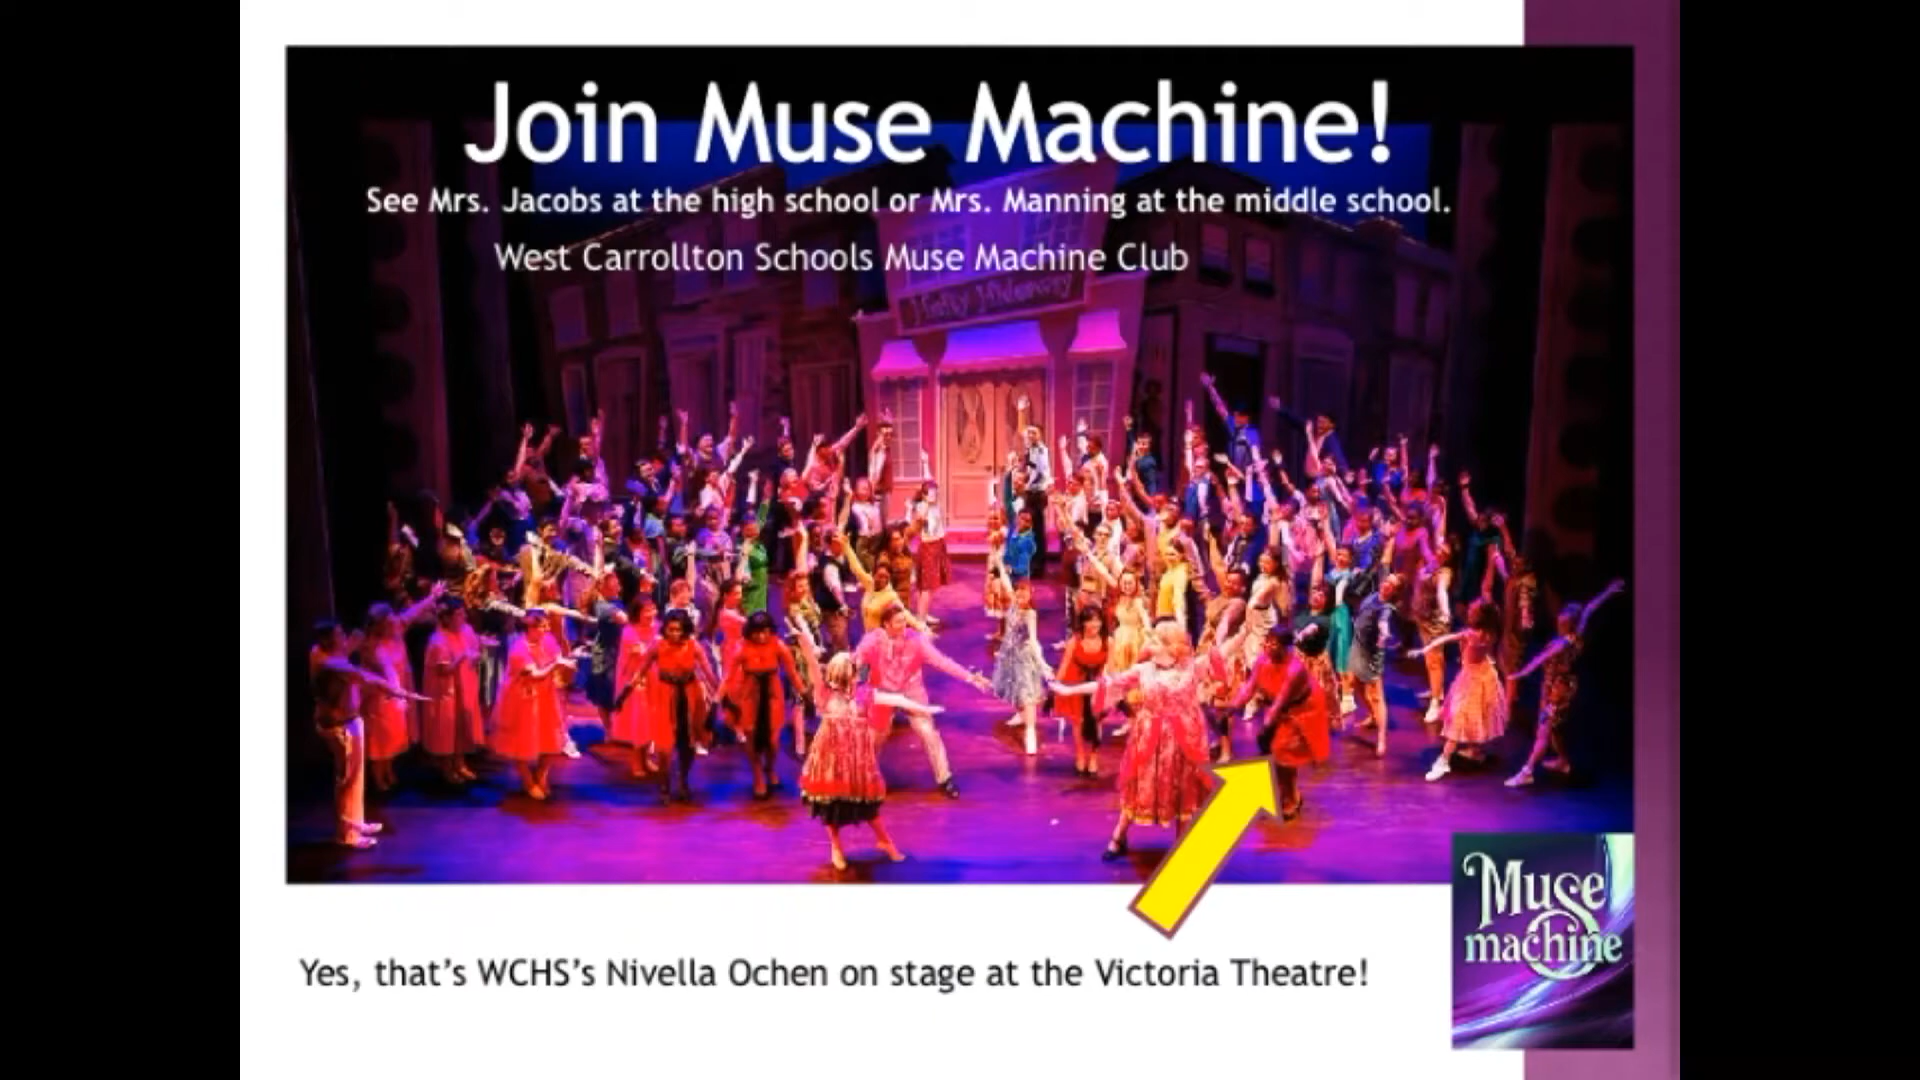 Join Muse Machine!
See Mrs. Jacobs at the high school or Mrs. Manning at the middle school.
West Carrollton Schools Muse Machine Club
Yes, that's WCHS's Nivella Ochen on stage at the Victoria Theatre!
Muse
machine